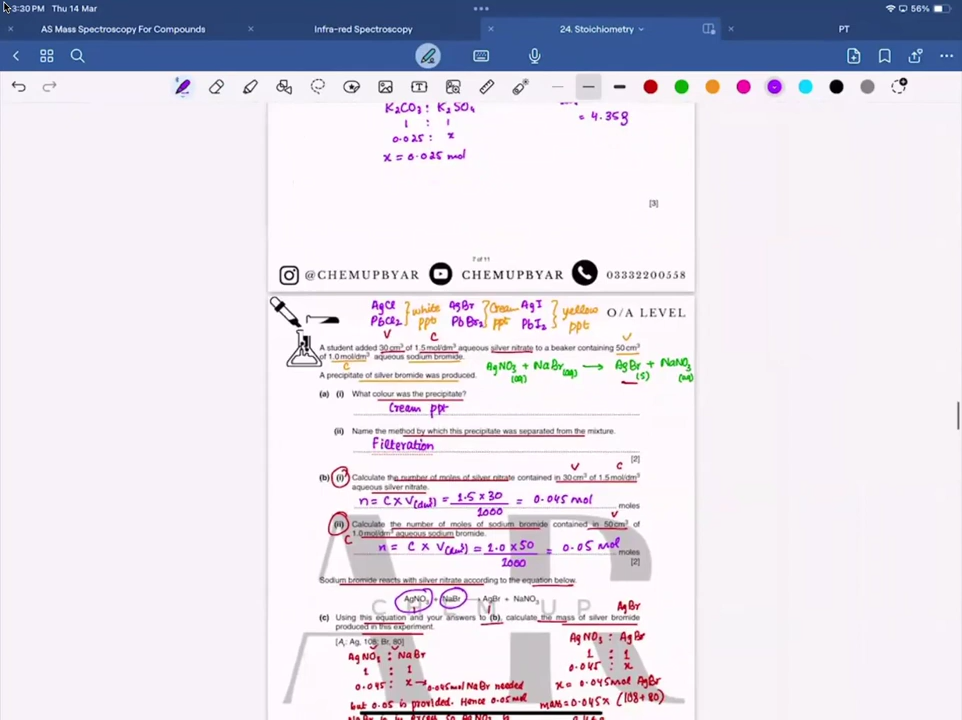 3:30 PM Thu 14 Mar
56%
AS Mass Spectroscopy For Compounds
Infra-red Spectroscopy
24. Stoichiometry
PT
K2CO3 : K2SO4
1 : 1
0.025 : x
x = 0.025 mol
= 4.35g
[3]
7 of 11
@CHEMUPBYAR
CHEMUPBYAR
03332200558
AgCl PbCl2 } white ppt
AgBr PbBr2 } Cream ppt
AgI PbI2 } yellow ppt
O/A LEVEL
V C V
A student added 30 cm3 of 1.5 mol/dm3 aqueous silver nitrate to a beaker containing 50 cm3
of 1.0 mol/dm3 aqueous sodium bromide.
C
AgNO3 (aq) + NaBr(aq) → AgBr (s) + NaNO3 (aq)
A precipitate of silver bromide was produced.
(a) (i) What colour was the precipitate?
Cream ppt
(ii) Name the method by which this precipitate was separated from the mixture.
Filteration
[2]
V C
(b) (i) Calculate the number of moles of silver nitrate contained in 30 cm3 of 1.5 mol/dm3
aqueous silver nitrate.
n = C x V(dm3) = 1.5 x 30 / 1000 = 0.045 mol
moles
V
(ii) Calculate the number of moles of sodium bromide contained in 50 cm3 of
1.0 mol/dm3 aqueous sodium bromide.
C
n = C x V(dm3) = 1.0 x 50 / 1000 = 0.05 mol
moles
[2]
Sodium bromide reacts with silver nitrate according to the equation below.
AgNO3 + NaBr → AgBr + NaNO3
CHEM UP
AgBr
(c) Using this equation and your answers to (b), calculate the mass of silver bromide
produced in this experiment.
[Ar: Ag, 108; Br, 80]
AgNO3 : NaBr
1 : 1
0.045 : x → 0.045mol NaBr needed
but 0.05 is provided. Hence 0.05mol
AgNO3 : AgBr
1 : 1
0.045 : x
x = 0.045mol AgBr
mass = 0.045 x (108+80)